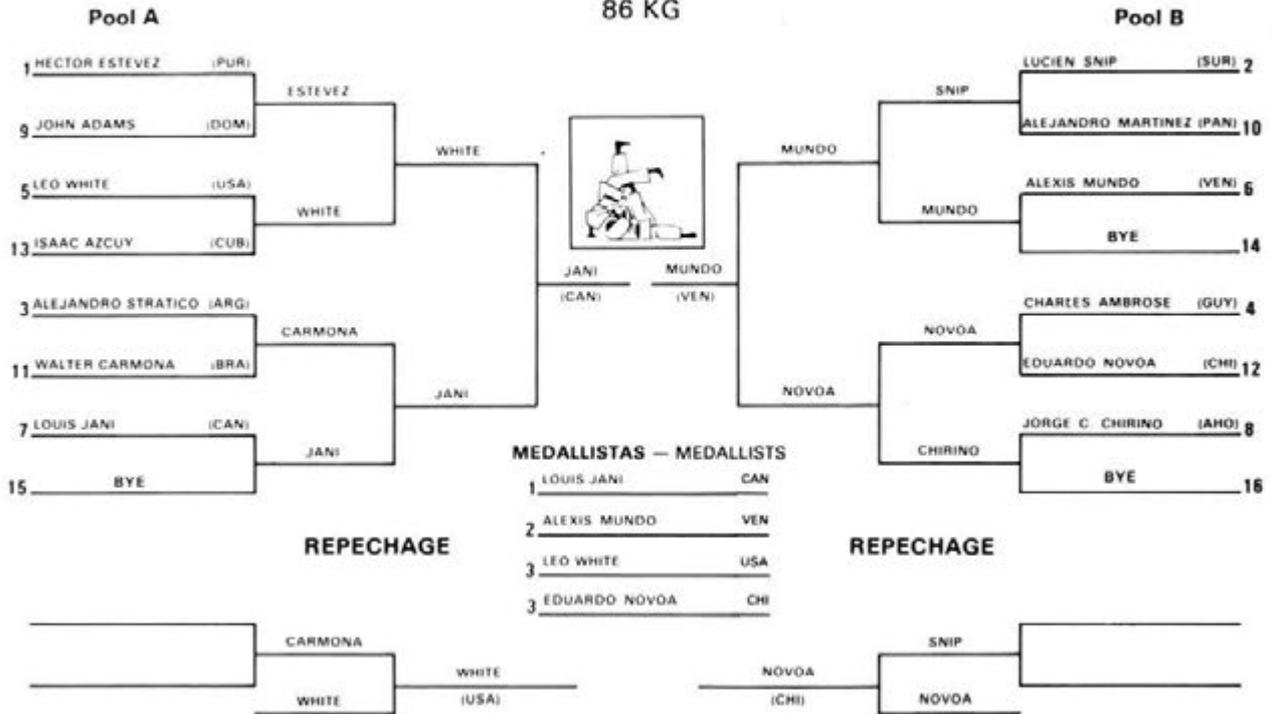 86 KG
Pool A
Pool B
1 HECTOR ESTEVEZ (PUR)
ESTEVEZ
9 JOHN ADAMS (DOM)
WHITE
5 LEO WHITE (USA)
WHITE
13 ISAAC AZCUY (CUB)
JANI
(CAN)
3 ALEJANDRO STRATICO (ARG)
CARMONA
11 WALTER CARMONA (BRA)
JANI
7 LOUIS JANI (CAN)
JANI
15 BYE
LUCIEN SNIP (SUR) 2
SNIP
ALEJANDRO MARTINEZ (PAN) 10
MUNDO
ALEXIS MUNDO (VEN) 6
MUNDO
BYE 14
MUNDO
(VEN)
CHARLES AMBROSE (GUY) 4
NOVOA
EDUARDO NOVOA (CHI) 12
NOVOA
JORGE C. CHIRINO (AHO) 8
CHIRINO
BYE 16
MEDALLISTAS — MEDALLISTS
1 LOUIS JANI CAN
2 ALEXIS MUNDO VEN
3 LEO WHITE USA
3 EDUARDO NOVOA CHI
REPECHAGE
CARMONA
WHITE
(USA)
WHITE
REPECHAGE
SNIP
NOVOA
(CHI)
NOVOA